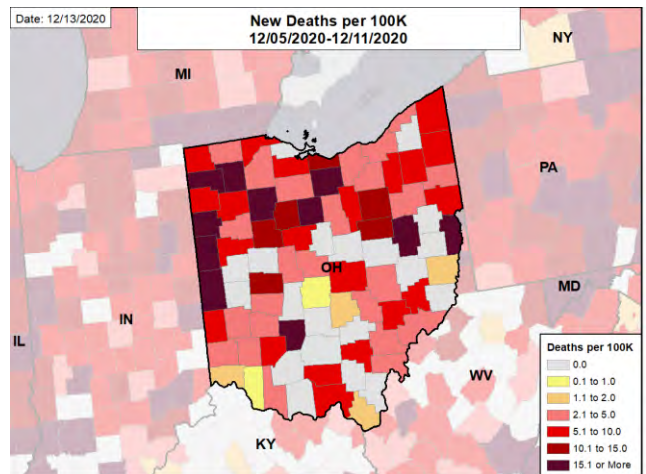 Date: 12/13/2020
New Deaths per 100K
12/05/2020-12/11/2020
NY
MI
PA
OH
MD
IN
IL
WV
KY
Deaths per 100K
0.0
0.1 to 1.0
1.1 to 2.0
2.1 to 5.0
5.1 to 10.0
10.1 to 15.0
15.1 or More